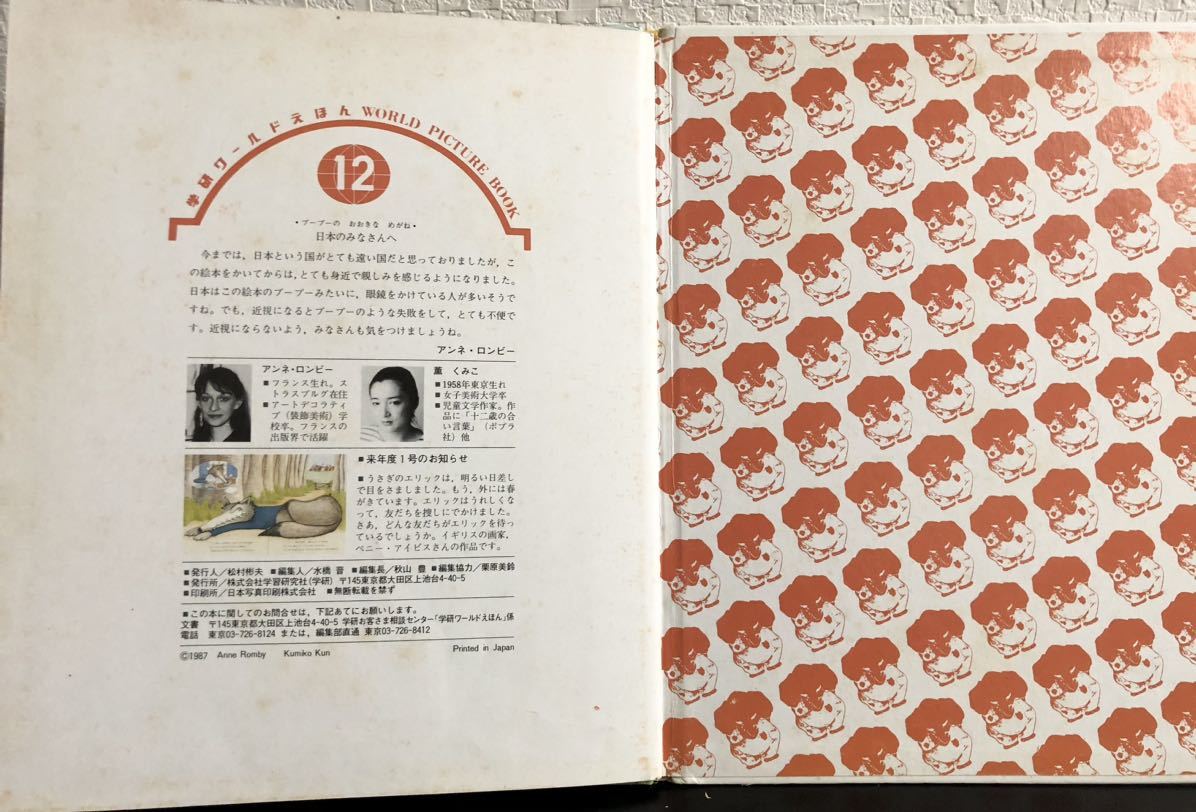 学研ワールドえほん WORLD PICTURE BOOK
12
・ブーブーの おおきな めがね・
日本のみなさんへ
今までは，日本という国がとても遠い国だと思っておりましたが，こ
の絵本をかいてからは，とても身近で親しみを感じるようになりました。
日本はこの絵本のブーブーみたいに，眼鏡をかけている人が多いそうで
すね。でも，近視になるとブーブーのような失敗をして，とても不便で
す。近視にならないよう，みなさんも気をつけましょうね。
アンネ・ロンビー
アンネ・ロンビー
■フランス生れ。ス
トラスブルグ在住
■アートデコラティ
ブ（装飾美術）学
校卒。フランスの
出版界で活躍
薫 くみこ
■1958年東京生れ
■女子美術大学卒
■児童文学作家。作
品に「十二歳の合
い言葉」（ポプラ
社）他
■来年度1号のお知らせ
■うさぎのエリックは，明るい日差し
で目をさましました。もう，外には春
がきています。エリックはうれしくな
って，友だちを捜しにでかけました。
さあ，どんな友だちがエリックを待っ
ているでしょうか。イギリスの画家，
ペニー・アイビスさんの作品です。
■発行人／松村彬夫 ■編集人／水橋 晋 ■編集長／秋山 豊 ■編集協力／栗原美鈴
■発行所／株式会社学習研究社（学研） 〒145東京都大田区上池台4-40-5
■印刷所／日本写真印刷株式会社 ■無断転載を禁ず
■この本に関してのお問合せは，下記あてにお願いします。
文書 〒145東京都大田区上池台4-40-5 学研お客さま相談センター「学研ワールドえほん」係
電話 東京03-726-8124 または，編集部直通 東京03-726-8412
©1987 Anne Romby Kumiko Kun Printed in Japan